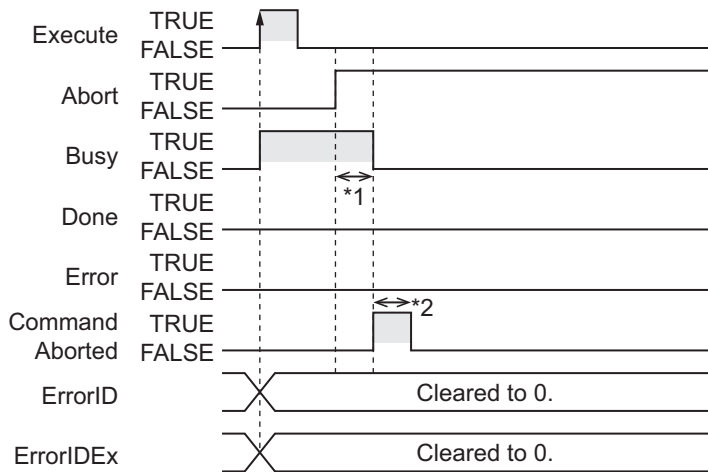 Execute TRUE
FALSE
Abort TRUE
FALSE
Busy TRUE
FALSE
*1
Done TRUE
FALSE
Error TRUE
FALSE
*2
Command TRUE
Aborted FALSE
ErrorID Cleared to 0.
ErrorIDEx Cleared to 0.